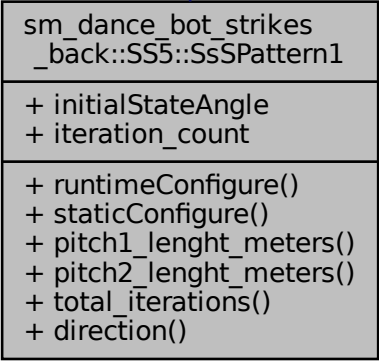 sm_dance_bot_strikes
_back::SS5::SsSPattern1
+ initialStateAngle
+ iteration_count
+ runtimeConfigure()
+ staticConfigure()
+ pitch1_lenght_meters()
+ pitch2_lenght_meters()
+ total_iterations()
+ direction()